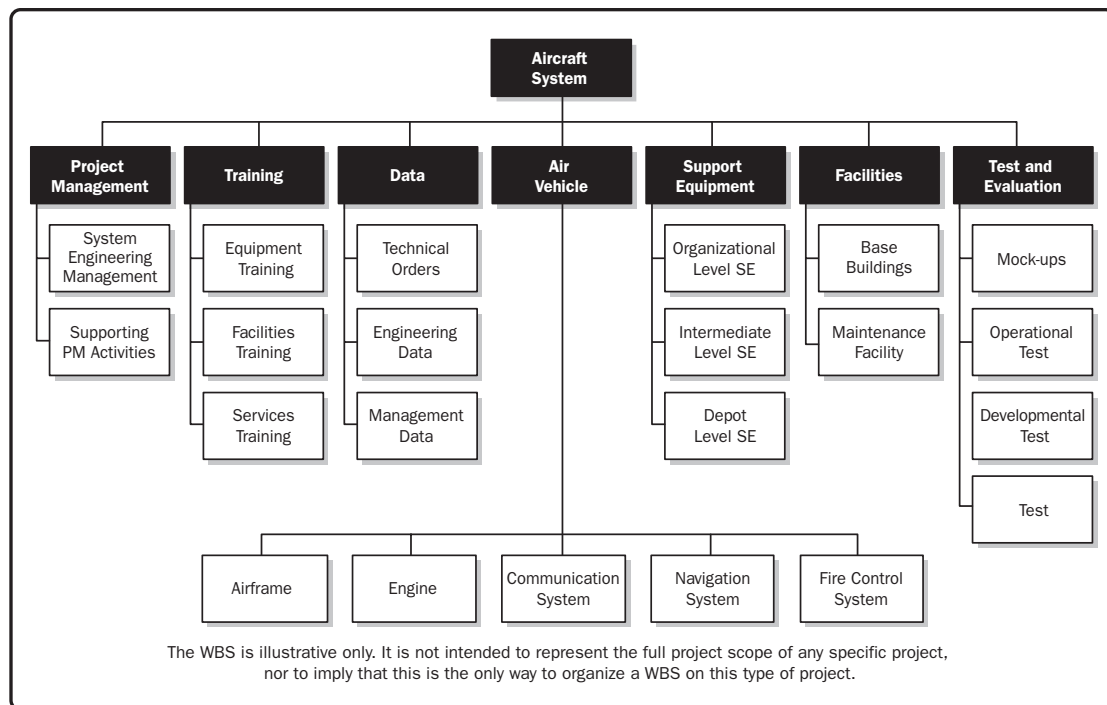 Aircraft
System
Project
Management
Training
Data
Air
Vehicle
Support
Equipment
Facilities
Test and
Evaluation
System
Engineering
Management
Supporting
PM Activities
Equipment
Training
Facilities
Training
Services
Training
Technical
Orders
Engineering
Data
Management
Data
Organizational
Level SE
Intermediate
Level SE
Depot
Level SE
Base
Buildings
Maintenance
Facility
Mock-ups
Operational
Test
Developmental
Test
Test
Airframe
Engine
Communication
System
Navigation
System
Fire Control
System
The WBS is illustrative only. It is not intended to represent the full project scope of any specific project,
nor to imply that this is the only way to organize a WBS on this type of project.